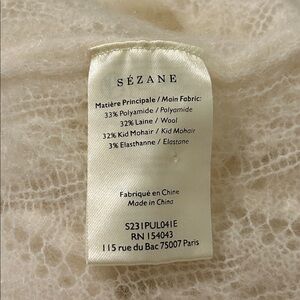 SÉZANE
Matière Principale / Main Fabric:
33% Polyamide / Polyamide
32% Laine / Wool
32% Kid Mohair / Kid Mohair
3% Elasthanne / Elastane
Fabriqué en Chine
Made in China
S231PUL041E
RN 154043
115 rue du Bac 75007 Paris